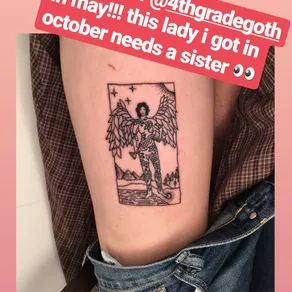 @4thgradegoth
in may!!! this lady i got in
october needs a sister 👀